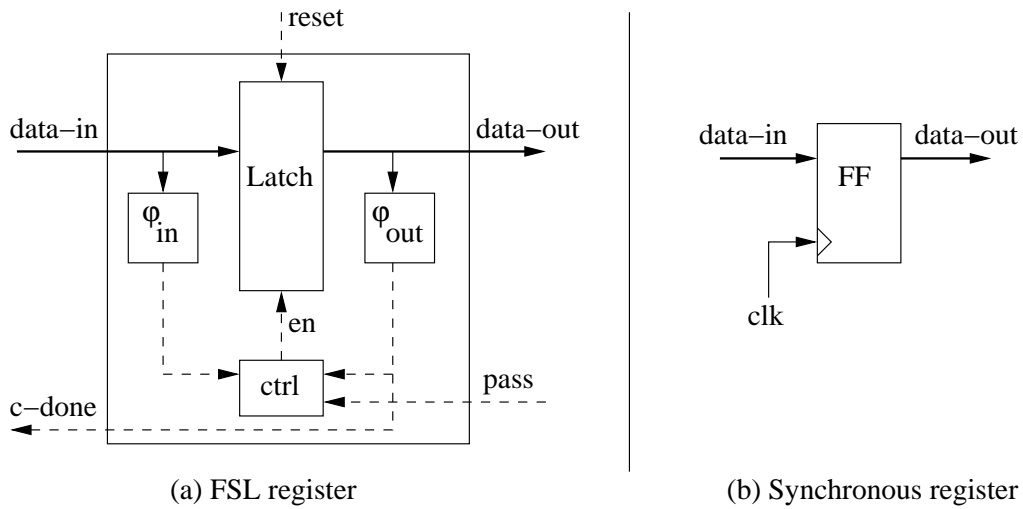 reset
data−in
data−out
Latch
φin
φout
en
ctrl
pass
c−done
(a) FSL register
data−in
data−out
FF
clk
(b) Synchronous register